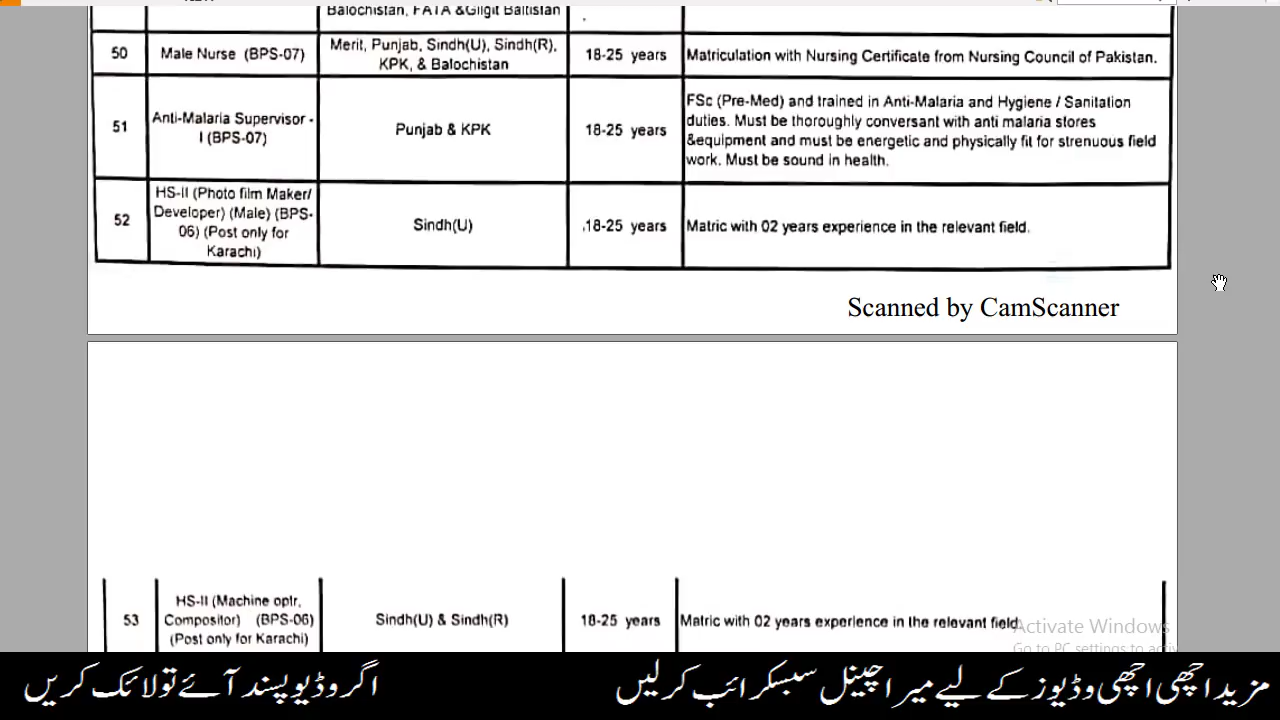 Balochistan, FATA &Gilgit Baltistan
50
Male Nurse (BPS-07)
Merit, Punjab, Sindh(U), Sindh(R),
KPK, & Balochistan
18-25 years
Matriculation with Nursing Certificate from Nursing Council of Pakistan.
51
Anti-Malaria Supervisor -
I (BPS-07)
Punjab & KPK
18-25 years
FSc (Pre-Med) and trained in Anti-Malaria and Hygiene / Sanitation
duties. Must be thoroughly conversant with anti malaria stores
&equipment and must be energetic and physically fit for strenuous field
work. Must be sound in health.
52
HS-II (Photo film Maker/
Developer) (Male) (BPS-
06) (Post only for
Karachi)
Sindh(U)
.18-25 years
Matric with 02 years experience in the relevant field.
Scanned by CamScanner
53
HS-II (Machine optr,
Compositor) (BPS-06)
(Post only for Karachi)
Sindh(U) & Sindh(R)
18-25 years
Matric with 02 years experience in the relevant field.
Activate Windows
Go to PC settings to activ
مزید اچھی اچھی وڈیوز کے لیے میرا چینل سبسکرائب کرلیں
اگر وڈیو پسند آئے تو لائک کریں